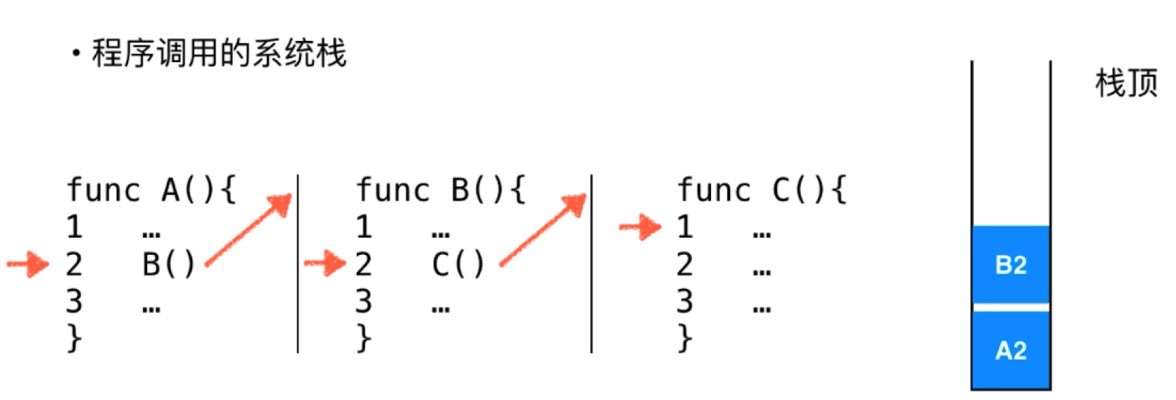 • 程序调用的系统栈
栈顶
func A(){
1 …
2 B()
3 …
}
func B(){
1 …
2 C()
3 …
}
func C(){
1 …
2 …
3 …
}
B2
A2